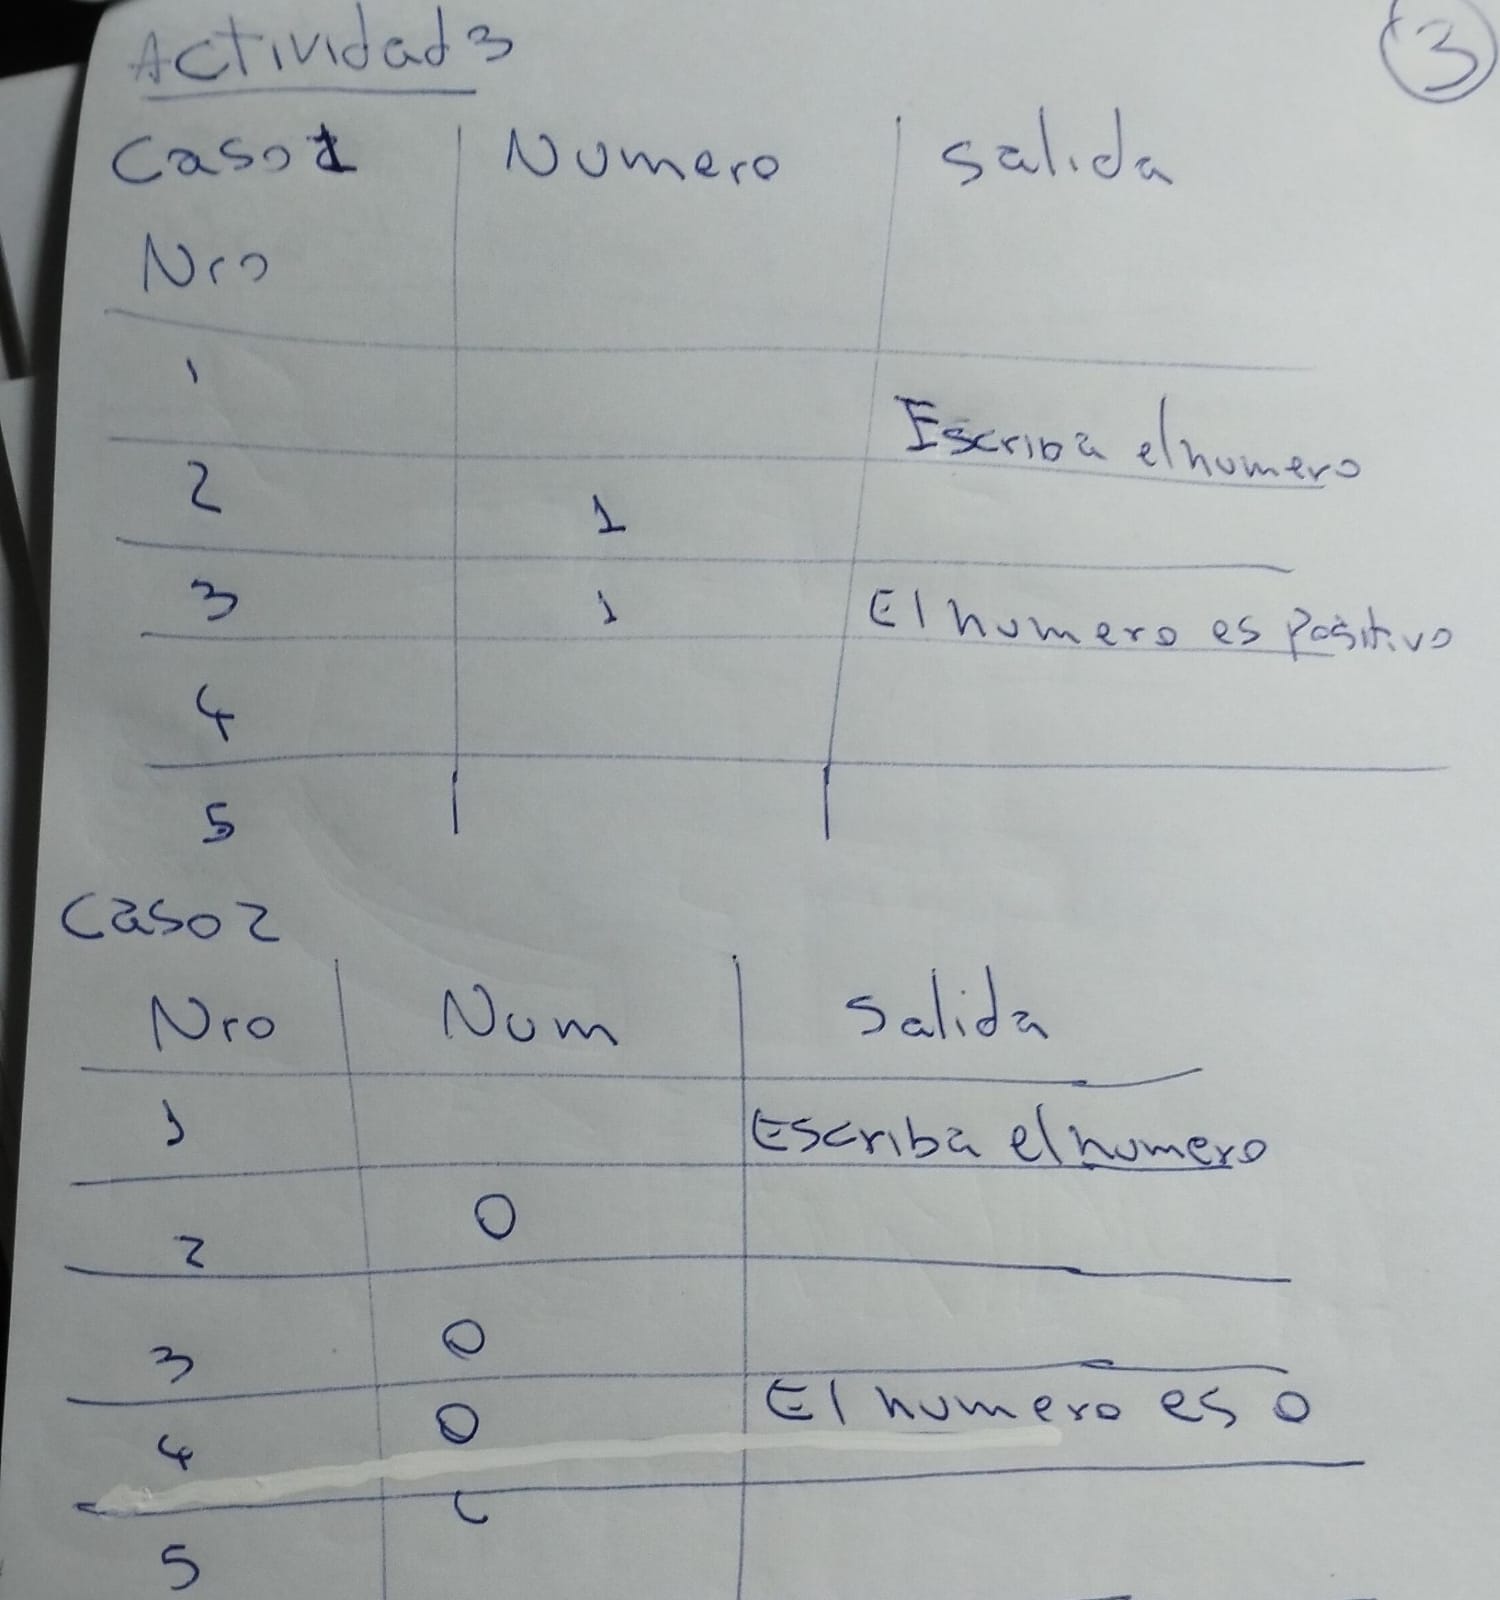 Actividad 3
3
Caso 1 Numero Salida
Nro
1 Escriba el numero
2 1
3 1 El numero es Positivo
4
5
Caso 2
Nro Num Salida
1 Escriba el numero
2 0
3 0
4 0 El numero es 0
5